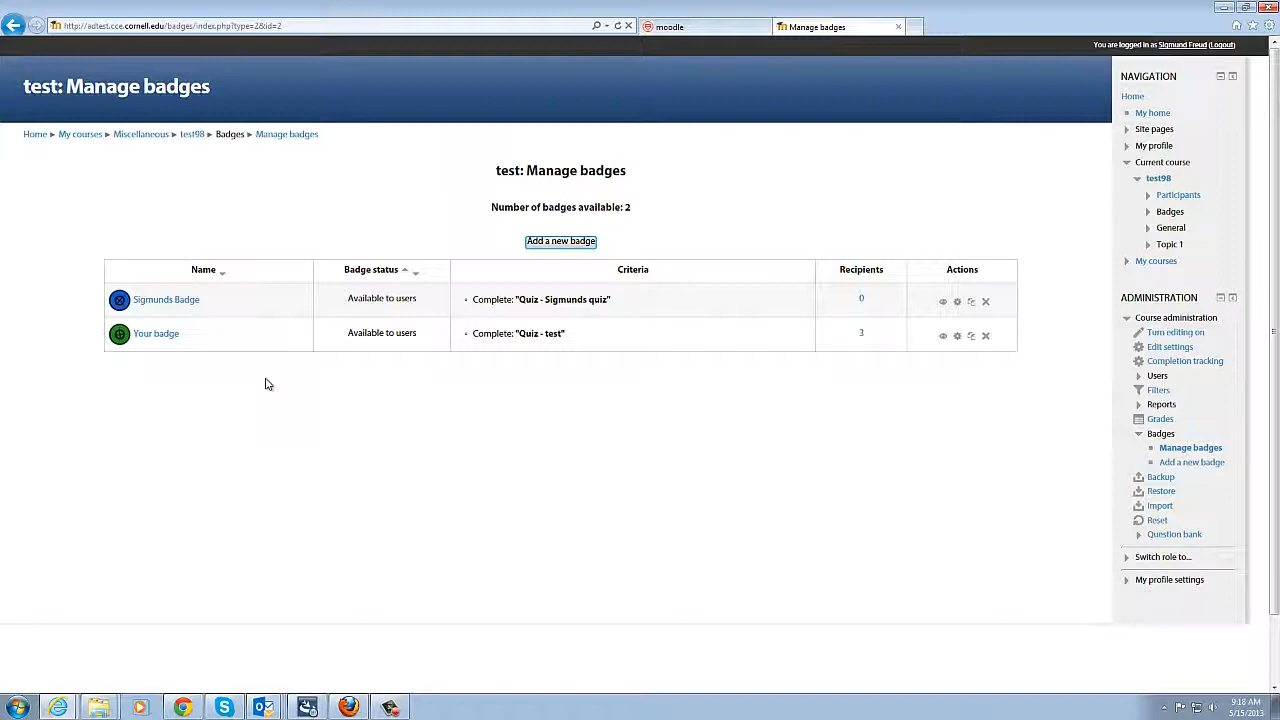 http://adtest.cce.cornell.edu/badges/index.php?type=2&id=2
moodle
Manage badges
You are logged in as Sigmund Freud (Logout)
test: Manage badges
Home ► My courses ► Miscellaneous ► test98 ► Badges ► Manage badges
test: Manage badges
Number of badges available: 2
Add a new badge
Name Badge status Criteria Recipients Actions
Sigmunds Badge Available to users • Complete: "Quiz - Sigmunds quiz" 0
Your badge Available to users • Complete: "Quiz - test" 3
NAVIGATION
Home
My home
Site pages
My profile
Current course
test98
Participants
Badges
General
Topic 1
My courses
ADMINISTRATION
Course administration
Turn editing on
Edit settings
Completion tracking
Users
Filters
Reports
Grades
Badges
Manage badges
Add a new badge
Backup
Restore
Import
Reset
Question bank
Switch role to...
My profile settings
9:18 AM
5/15/2013